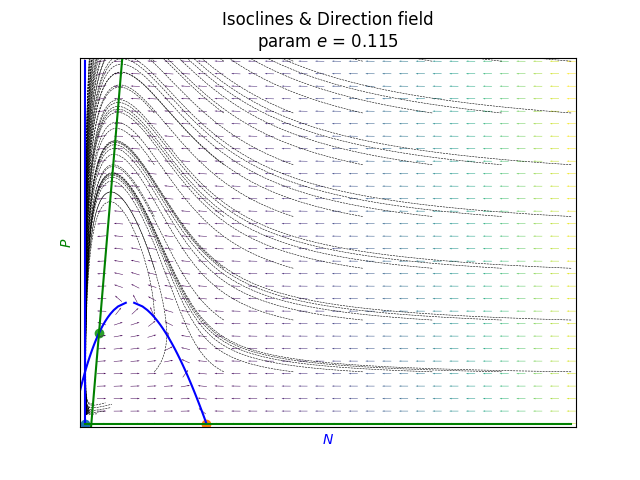 Isoclines & Direction field
param e = 0.115
P
N